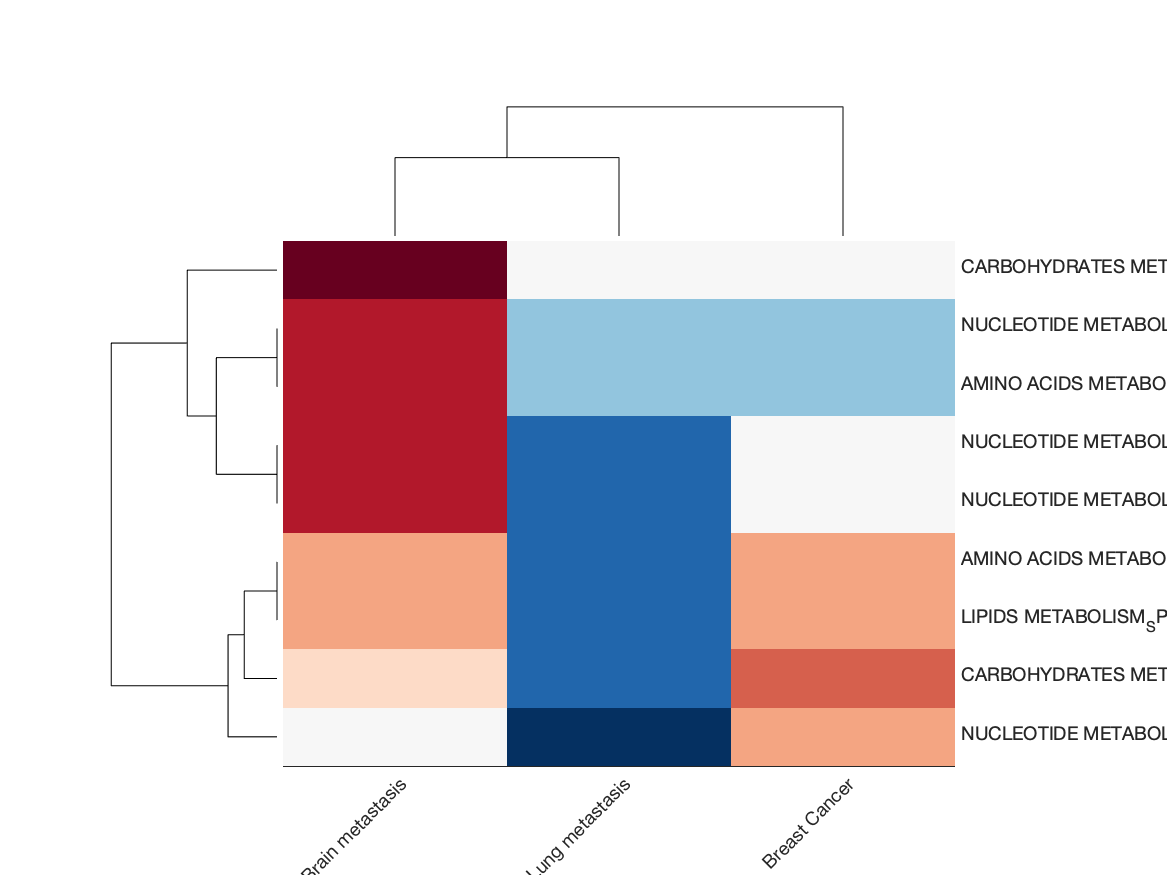 CARBOHYDRATES MET
NUCLEOTIDE METABOL
AMINO ACIDS METABO
NUCLEOTIDE METABOL
NUCLEOTIDE METABOL
AMINO ACIDS METABO
LIPIDS METABOLISM_SP
CARBOHYDRATES MET
NUCLEOTIDE METABOL
Brain metastasis
Lung metastasis
Breast Cancer